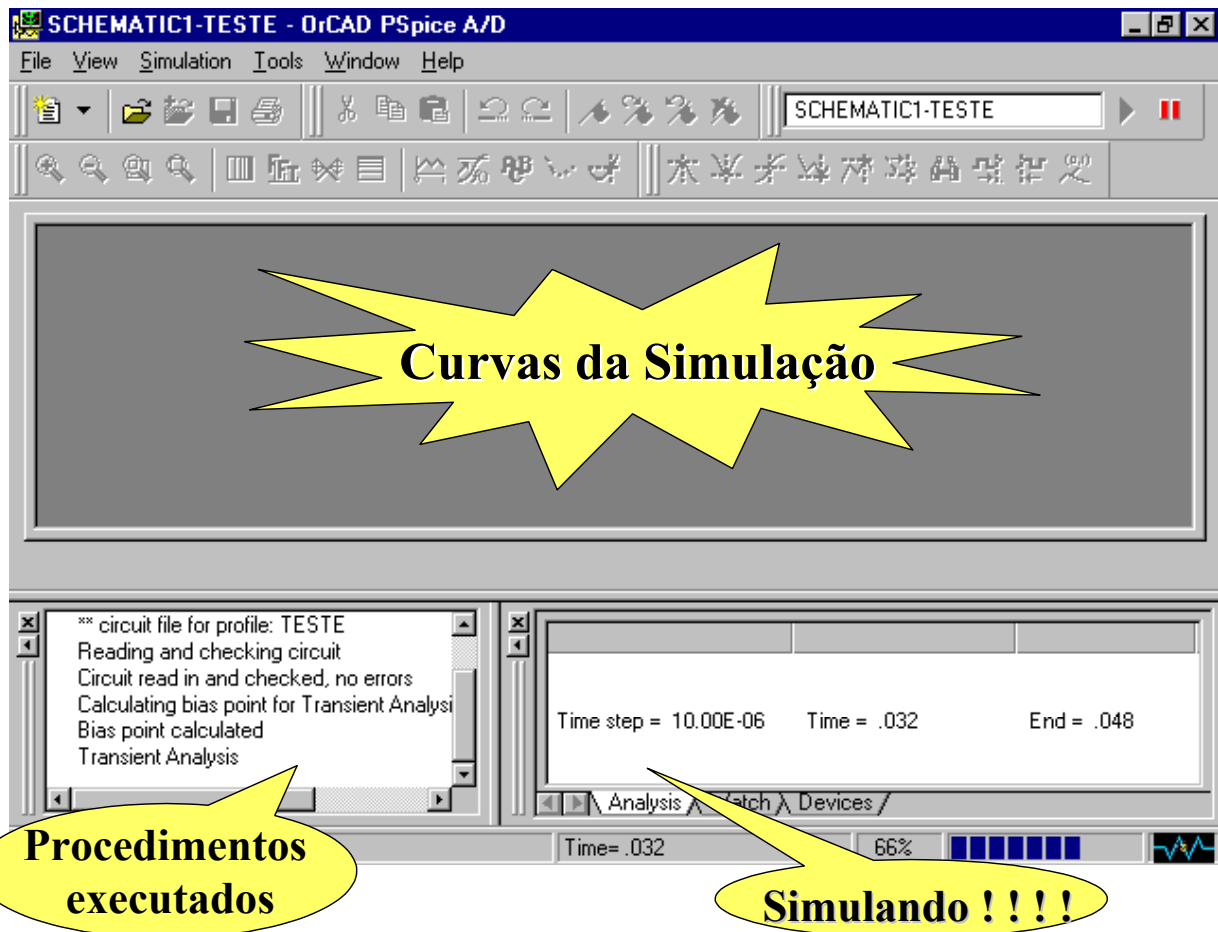 SCHEMATIC1-TESTE - OrCAD PSpice A/D
File View Simulation Tools Window Help
SCHEMATIC1-TESTE
FFT
Curvas da Simulação
** circuit file for profile: TESTE
Reading and checking circuit
Circuit read in and checked, no errors
Calculating bias point for Transient Analysi
Bias point calculated
Transient Analysis
Time step = 10.00E-06 Time = .032 End = .048
Analysis Devices
Time= .032 66%
Procedimentos
executados
Simulando ! ! ! !